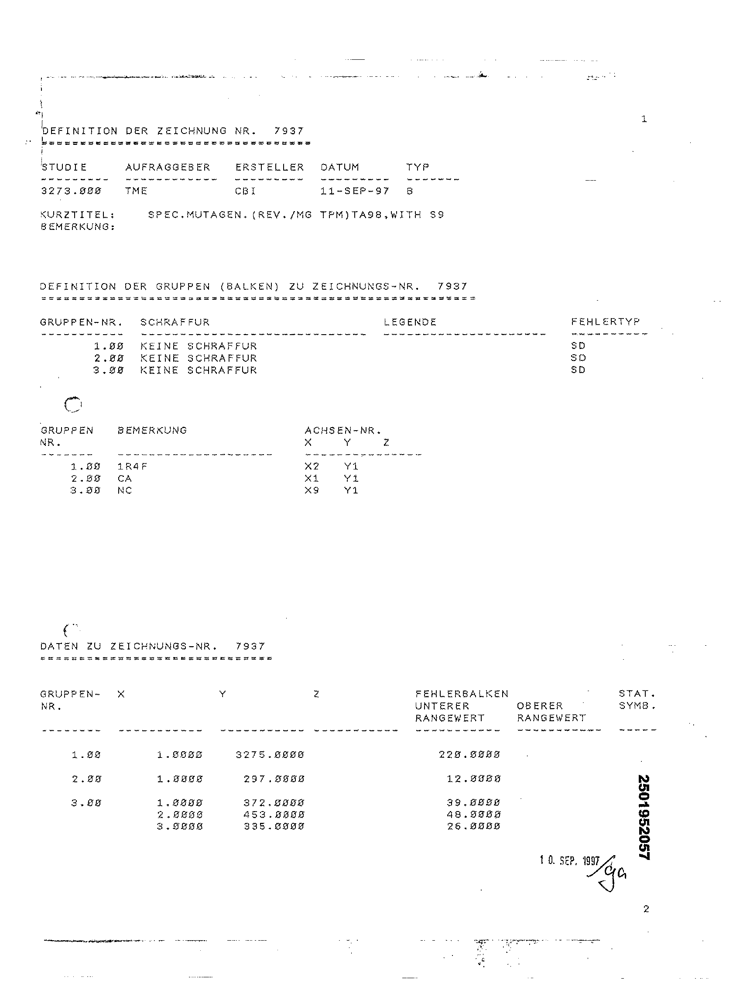 1
DEFINITION DER ZEICHNUNG NR. 7937
===================================
STUDIE AUFRAGGEBER ERSTELLER DATUM TYP
--------- ------------ --------- --------- -------
3273.000 TME CBI 11-SEP-97 B
KURZTITEL: SPEC.MUTAGEN.(REV./MG TPM)TA98,WITH S9
BEMERKUNG:
DEFINITION DER GRUPPEN (BALKEN) ZU ZEICHNUNGS-NR. 7937
========================================================
GRUPPEN-NR. SCHRAFFUR LEGENDE FEHLERTYP
----------- ----------------------------- --------------------- ----------
1.00 KEINE SCHRAFFUR SD
2.00 KEINE SCHRAFFUR SD
3.00 KEINE SCHRAFFUR SD
GRUPPEN BEMERKUNG ACHSEN-NR.
NR. X Y Z
------- -------------------- ---------------
1.00 1R4F X2 Y1
2.00 CA X1 Y1
3.00 NC X9 Y1
DATEN ZU ZEICHNUNGS-NR. 7937
==============================
GRUPPEN- X Y Z FEHLERBALKEN STAT.
NR. UNTERER OBERER SYMB.
RANGEWERT RANGEWERT
-------- ----------- ----------- ----------- ----------- ----------- -----
1.00 1.0000 3275.0000 220.0000
2.00 1.0000 297.0000 12.0000
3.00 1.0000 372.0000 39.0000
2.0000 453.0000 48.0000
3.0000 335.0000 26.0000
2501952057
10. SEP. 1997
2